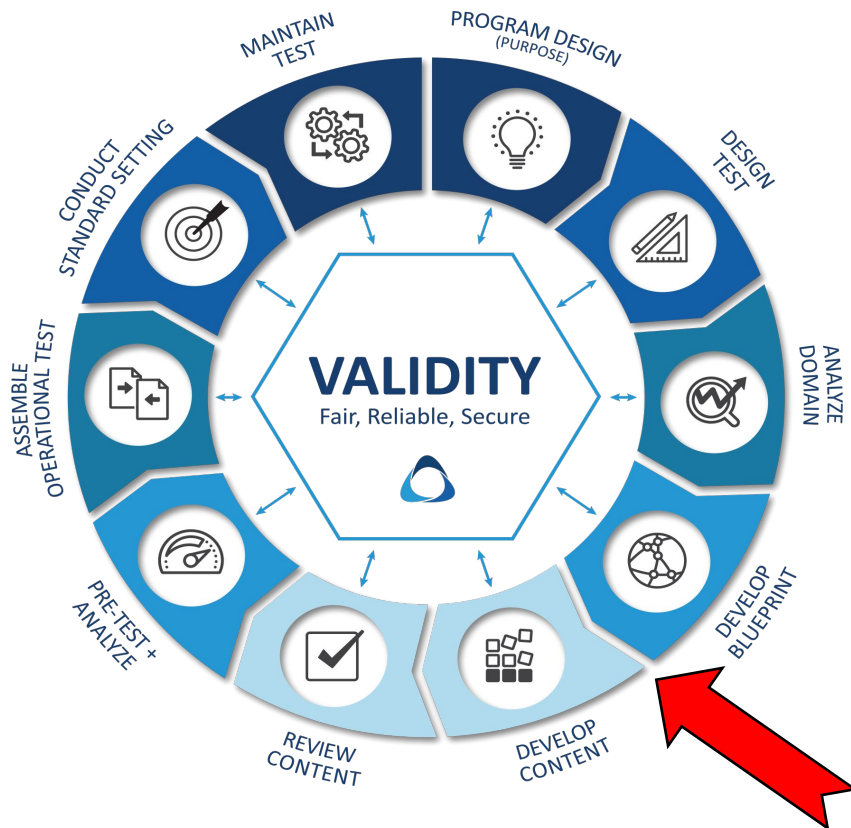 PROGRAM DESIGN
(PURPOSE)
DESIGN
TEST
ANALYZE
DOMAIN
DEVELOP
BLUEPRINT
DEVELOP
CONTENT
REVIEW
CONTENT
PRE-TEST +
ANALYZE
ASSEMBLE
OPERATIONAL TEST
CONDUCT
STANDARD SETTING
MAINTAIN
TEST
VALIDITY
Fair, Reliable, Secure